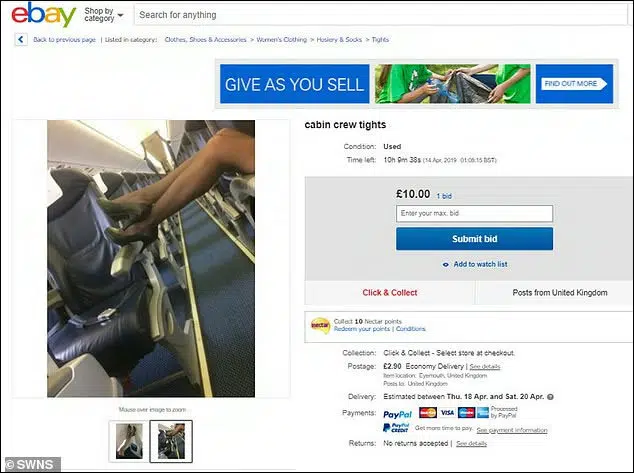 ebay
Shop by
category
Search for anything
Back to previous page | Listed in category: Clothes, Shoes & Accessories > Women's Clothing > Hosiery & Socks > Tights
GIVE AS YOU SELL
FIND OUT MORE
cabin crew tights
Condition: Used
Time left: 10h 9m 38s (14 Apr, 2019 01:08:15 BST)
£10.00 1 bid
Enter your max. bid
Submit bid
Add to watch list
Click & Collect
Posts from United Kingdom
nectar
Collect 10 Nectar points
Redeem your points | Conditions
Collection: Click & Collect - Select store at checkout.
Postage: £2.90 Economy Delivery | See details
Item location: Eyemouth, United Kingdom
Posts to: United Kingdom
Delivery: Estimated between Thu. 18 Apr. and Sat. 20 Apr.
Payments: PayPal VISA Processed by PayPal
PayPal CREDIT Get more time to pay. See payment information
Returns: No returns accepted | See details
Mouse over image to zoom
© SWNS